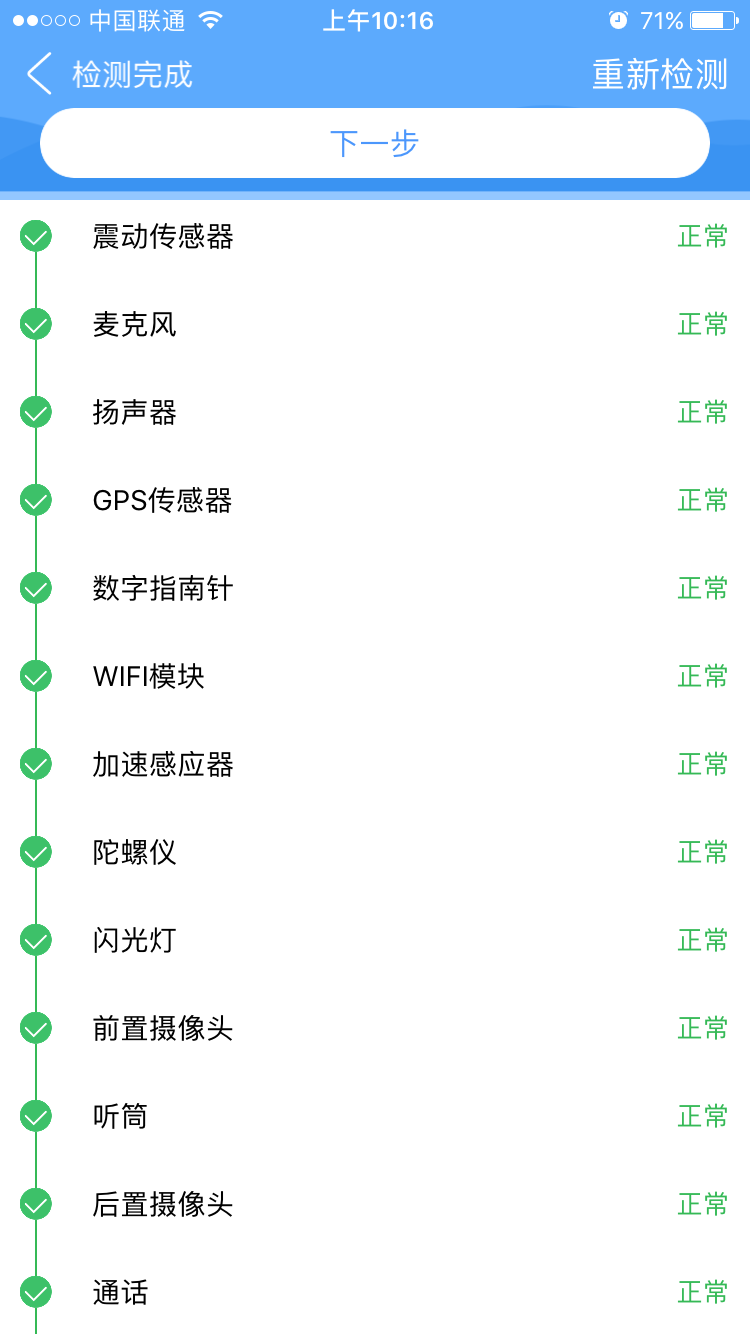 中国联通 上午10:16 71%
检测完成 重新检测
下一步
震动传感器 正常
麦克风 正常
扬声器 正常
GPS传感器 正常
数字指南针 正常
WIFI模块 正常
加速感应器 正常
陀螺仪 正常
闪光灯 正常
前置摄像头 正常
听筒 正常
后置摄像头 正常
通话 正常